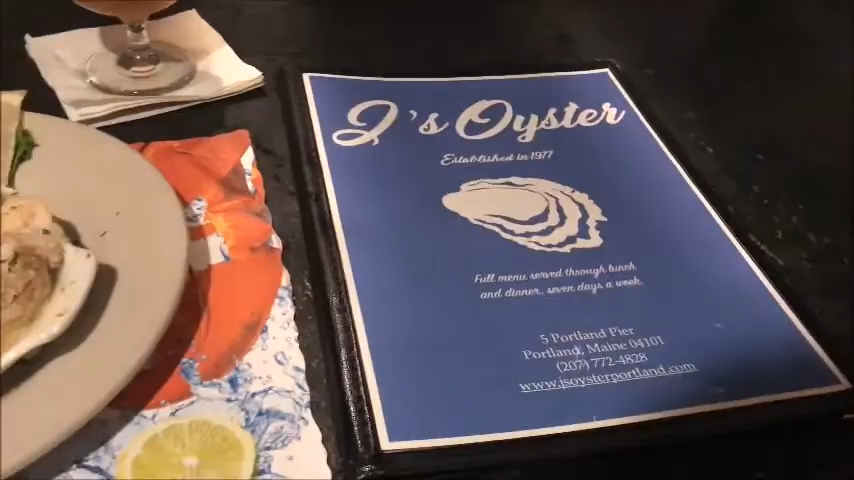 J's Oyster
Established in 1977
Full menu served through lunch
and dinner, seven days a week.
5 Portland Pier
Portland, Maine 04101
(207) 772-4828
www.jsoysterportland.com